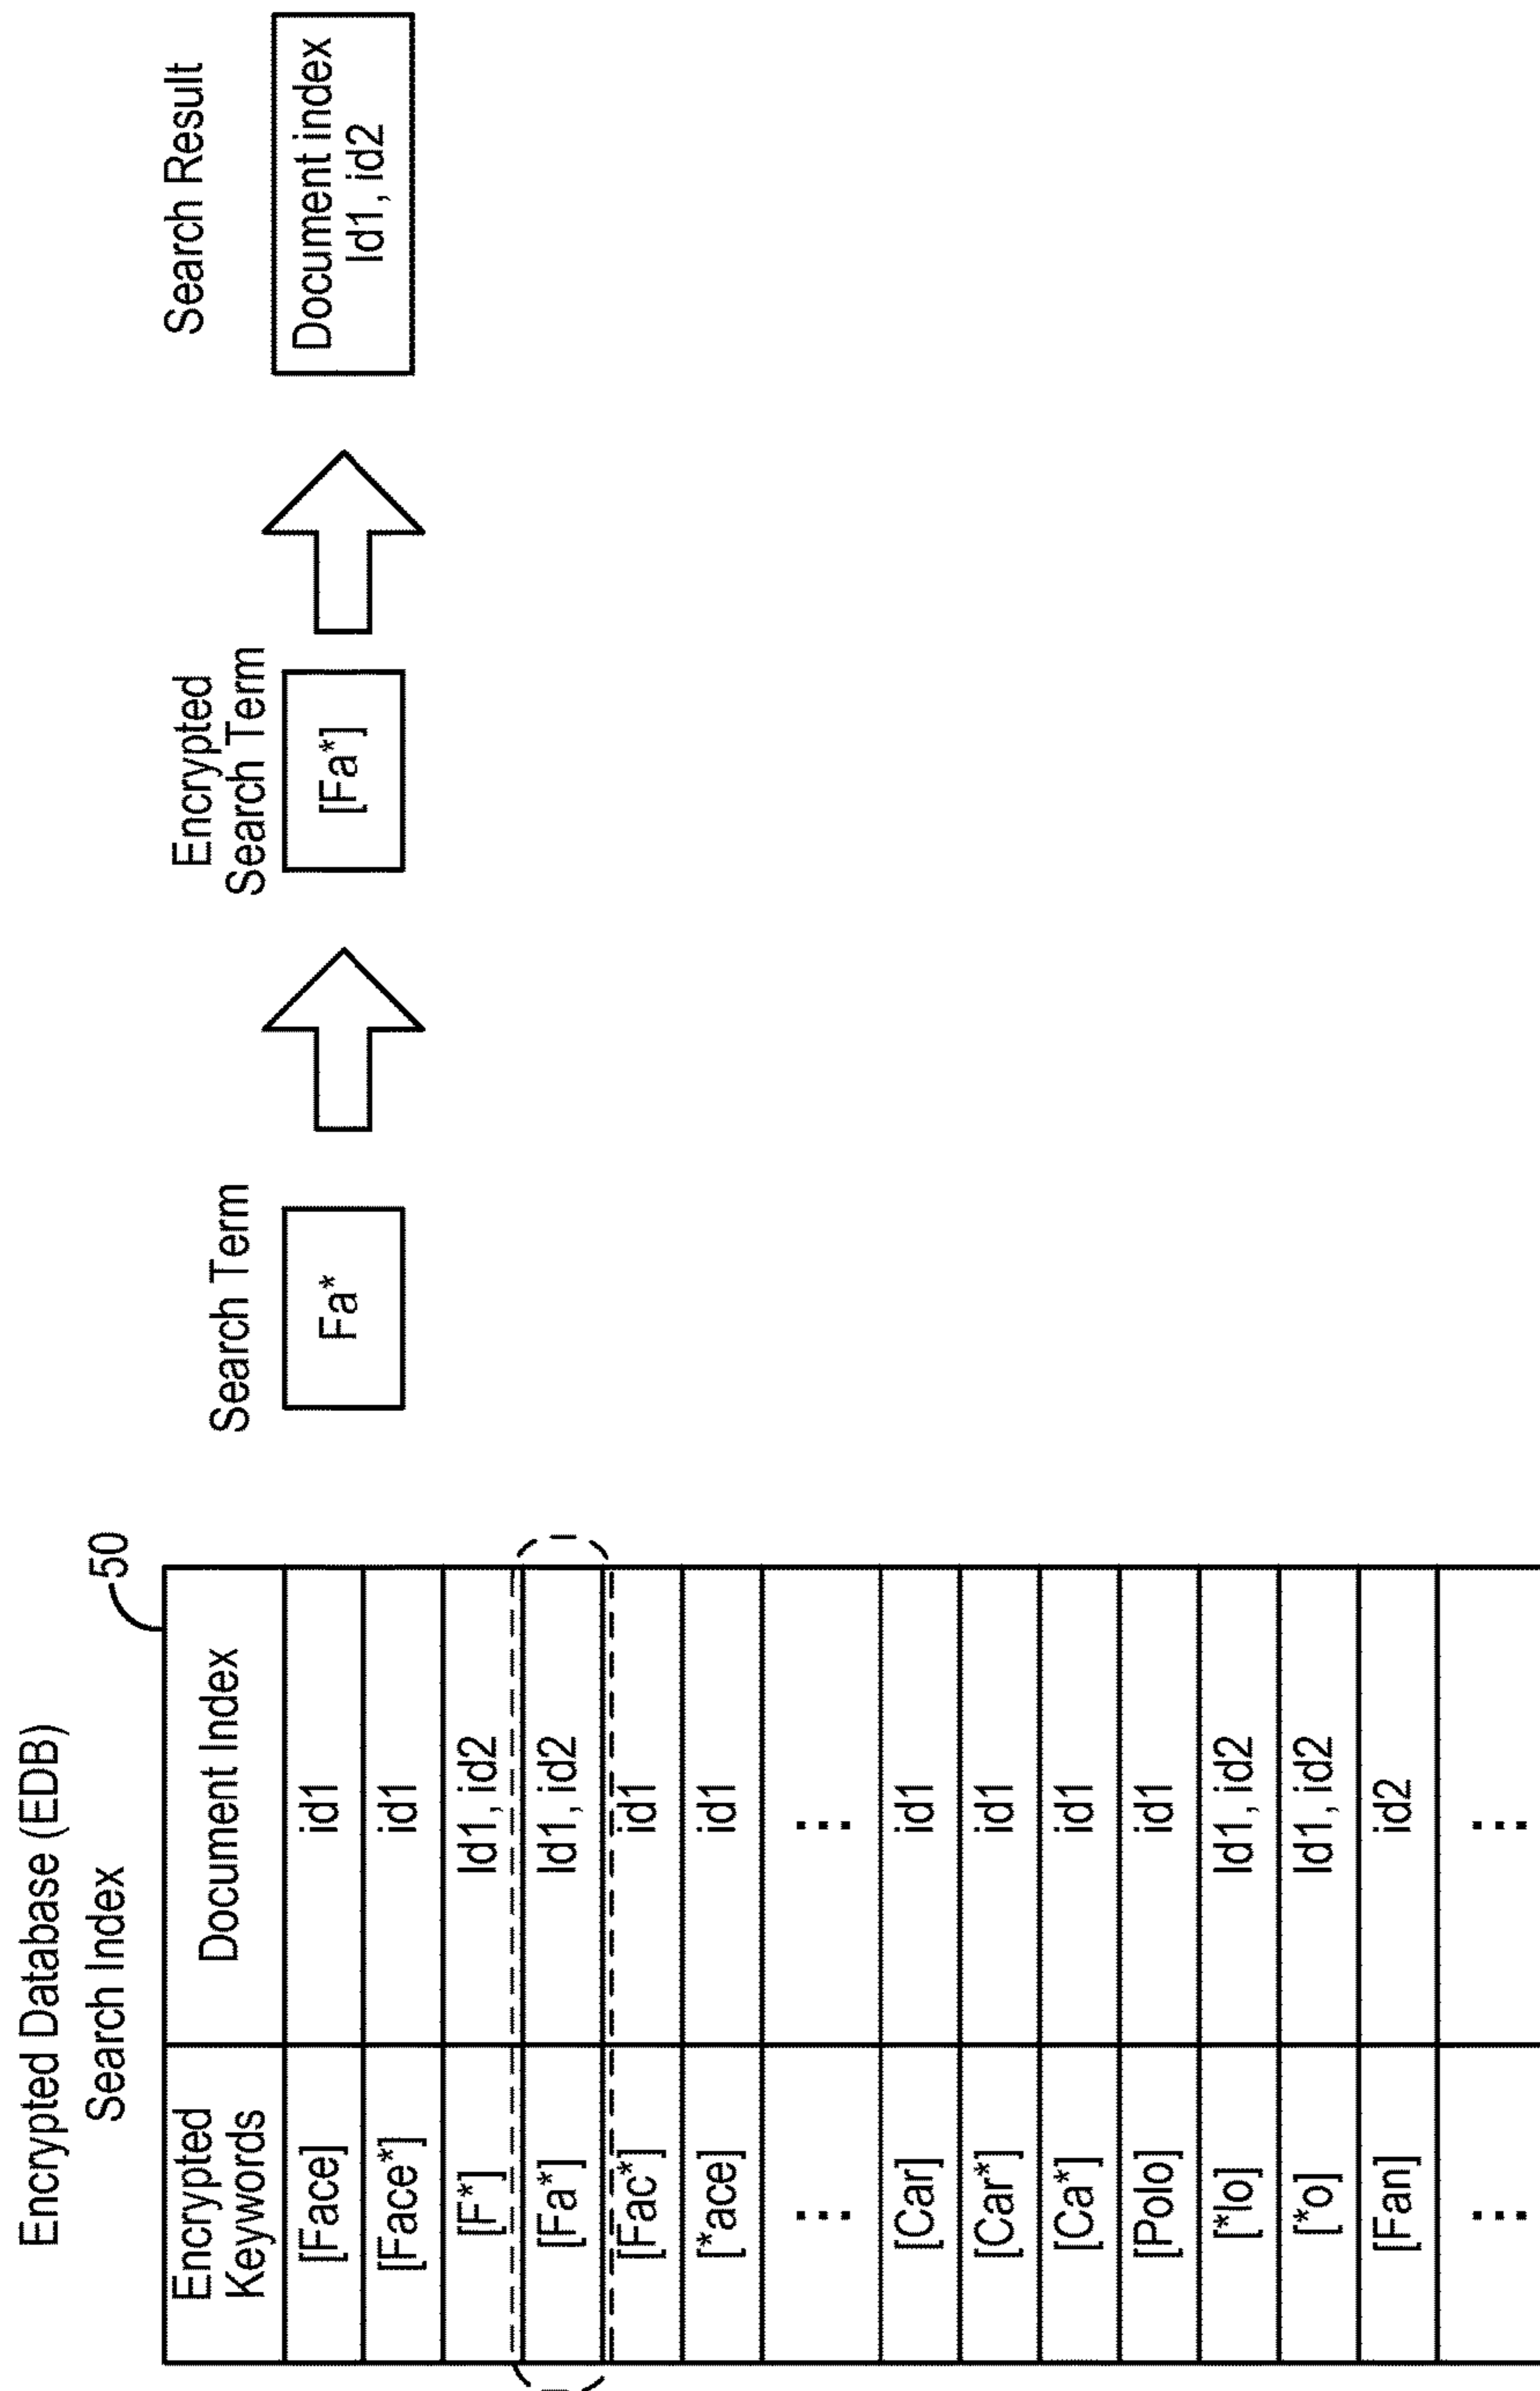 Encrypted Database (EDB)
Search Index
50
Encrypted
Keywords
Document Index
[Face]
id1
[Face*]
id1
[F*]
Id1, id2
[Fa*]
Id1, id2
[Fac*]
id1
[*ace]
id1
⋮
⋮
[Car]
id1
[Car*]
id1
[Ca*]
id1
[Polo]
id1
[*lo]
Id1, id2
[*o]
Id1, id2
[Fan]
id2
⋮
⋮
Search Term
Fa*
Encrypted
Search Term
[Fa*]
Search Result
Document index
Id1, id2